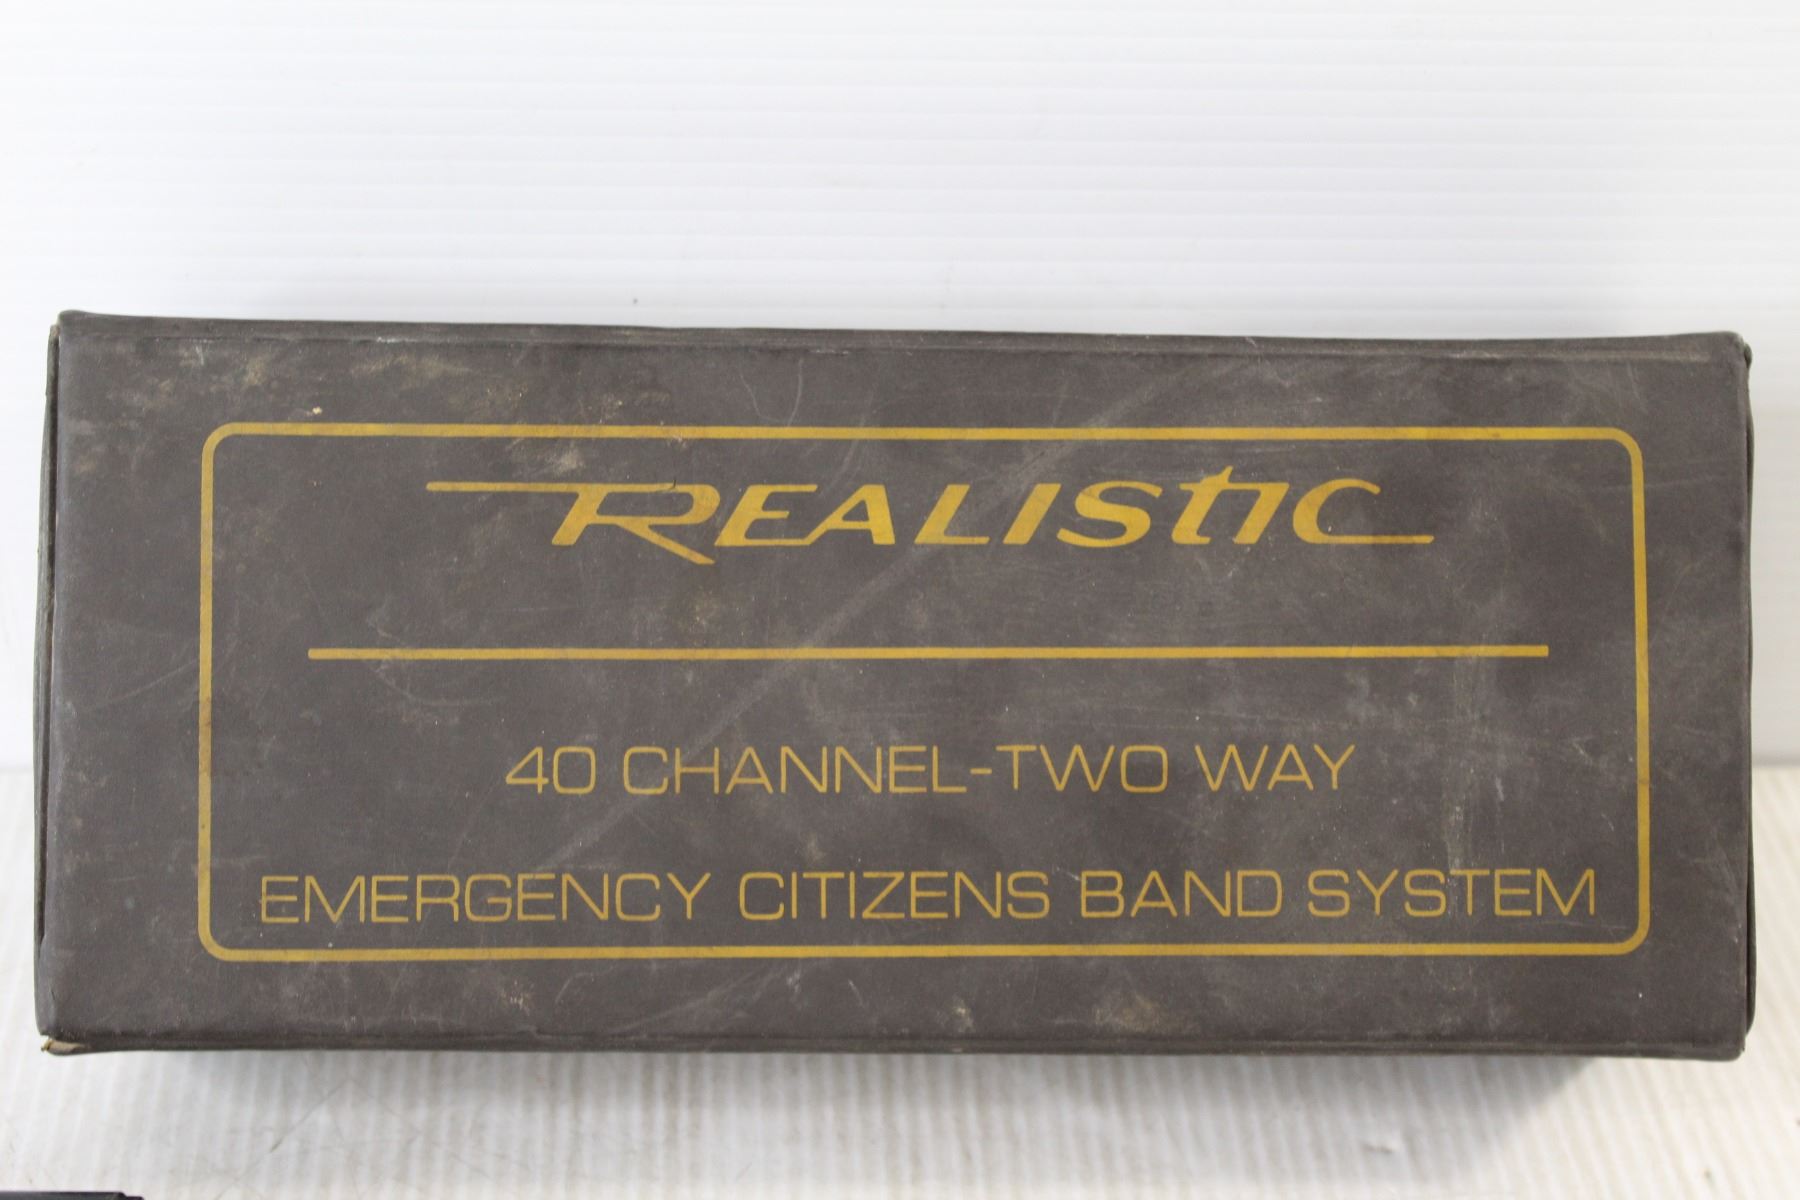 REALISTIC
40 CHANNEL-TWO WAY
EMERGENCY CITIZENS BAND SYSTEM